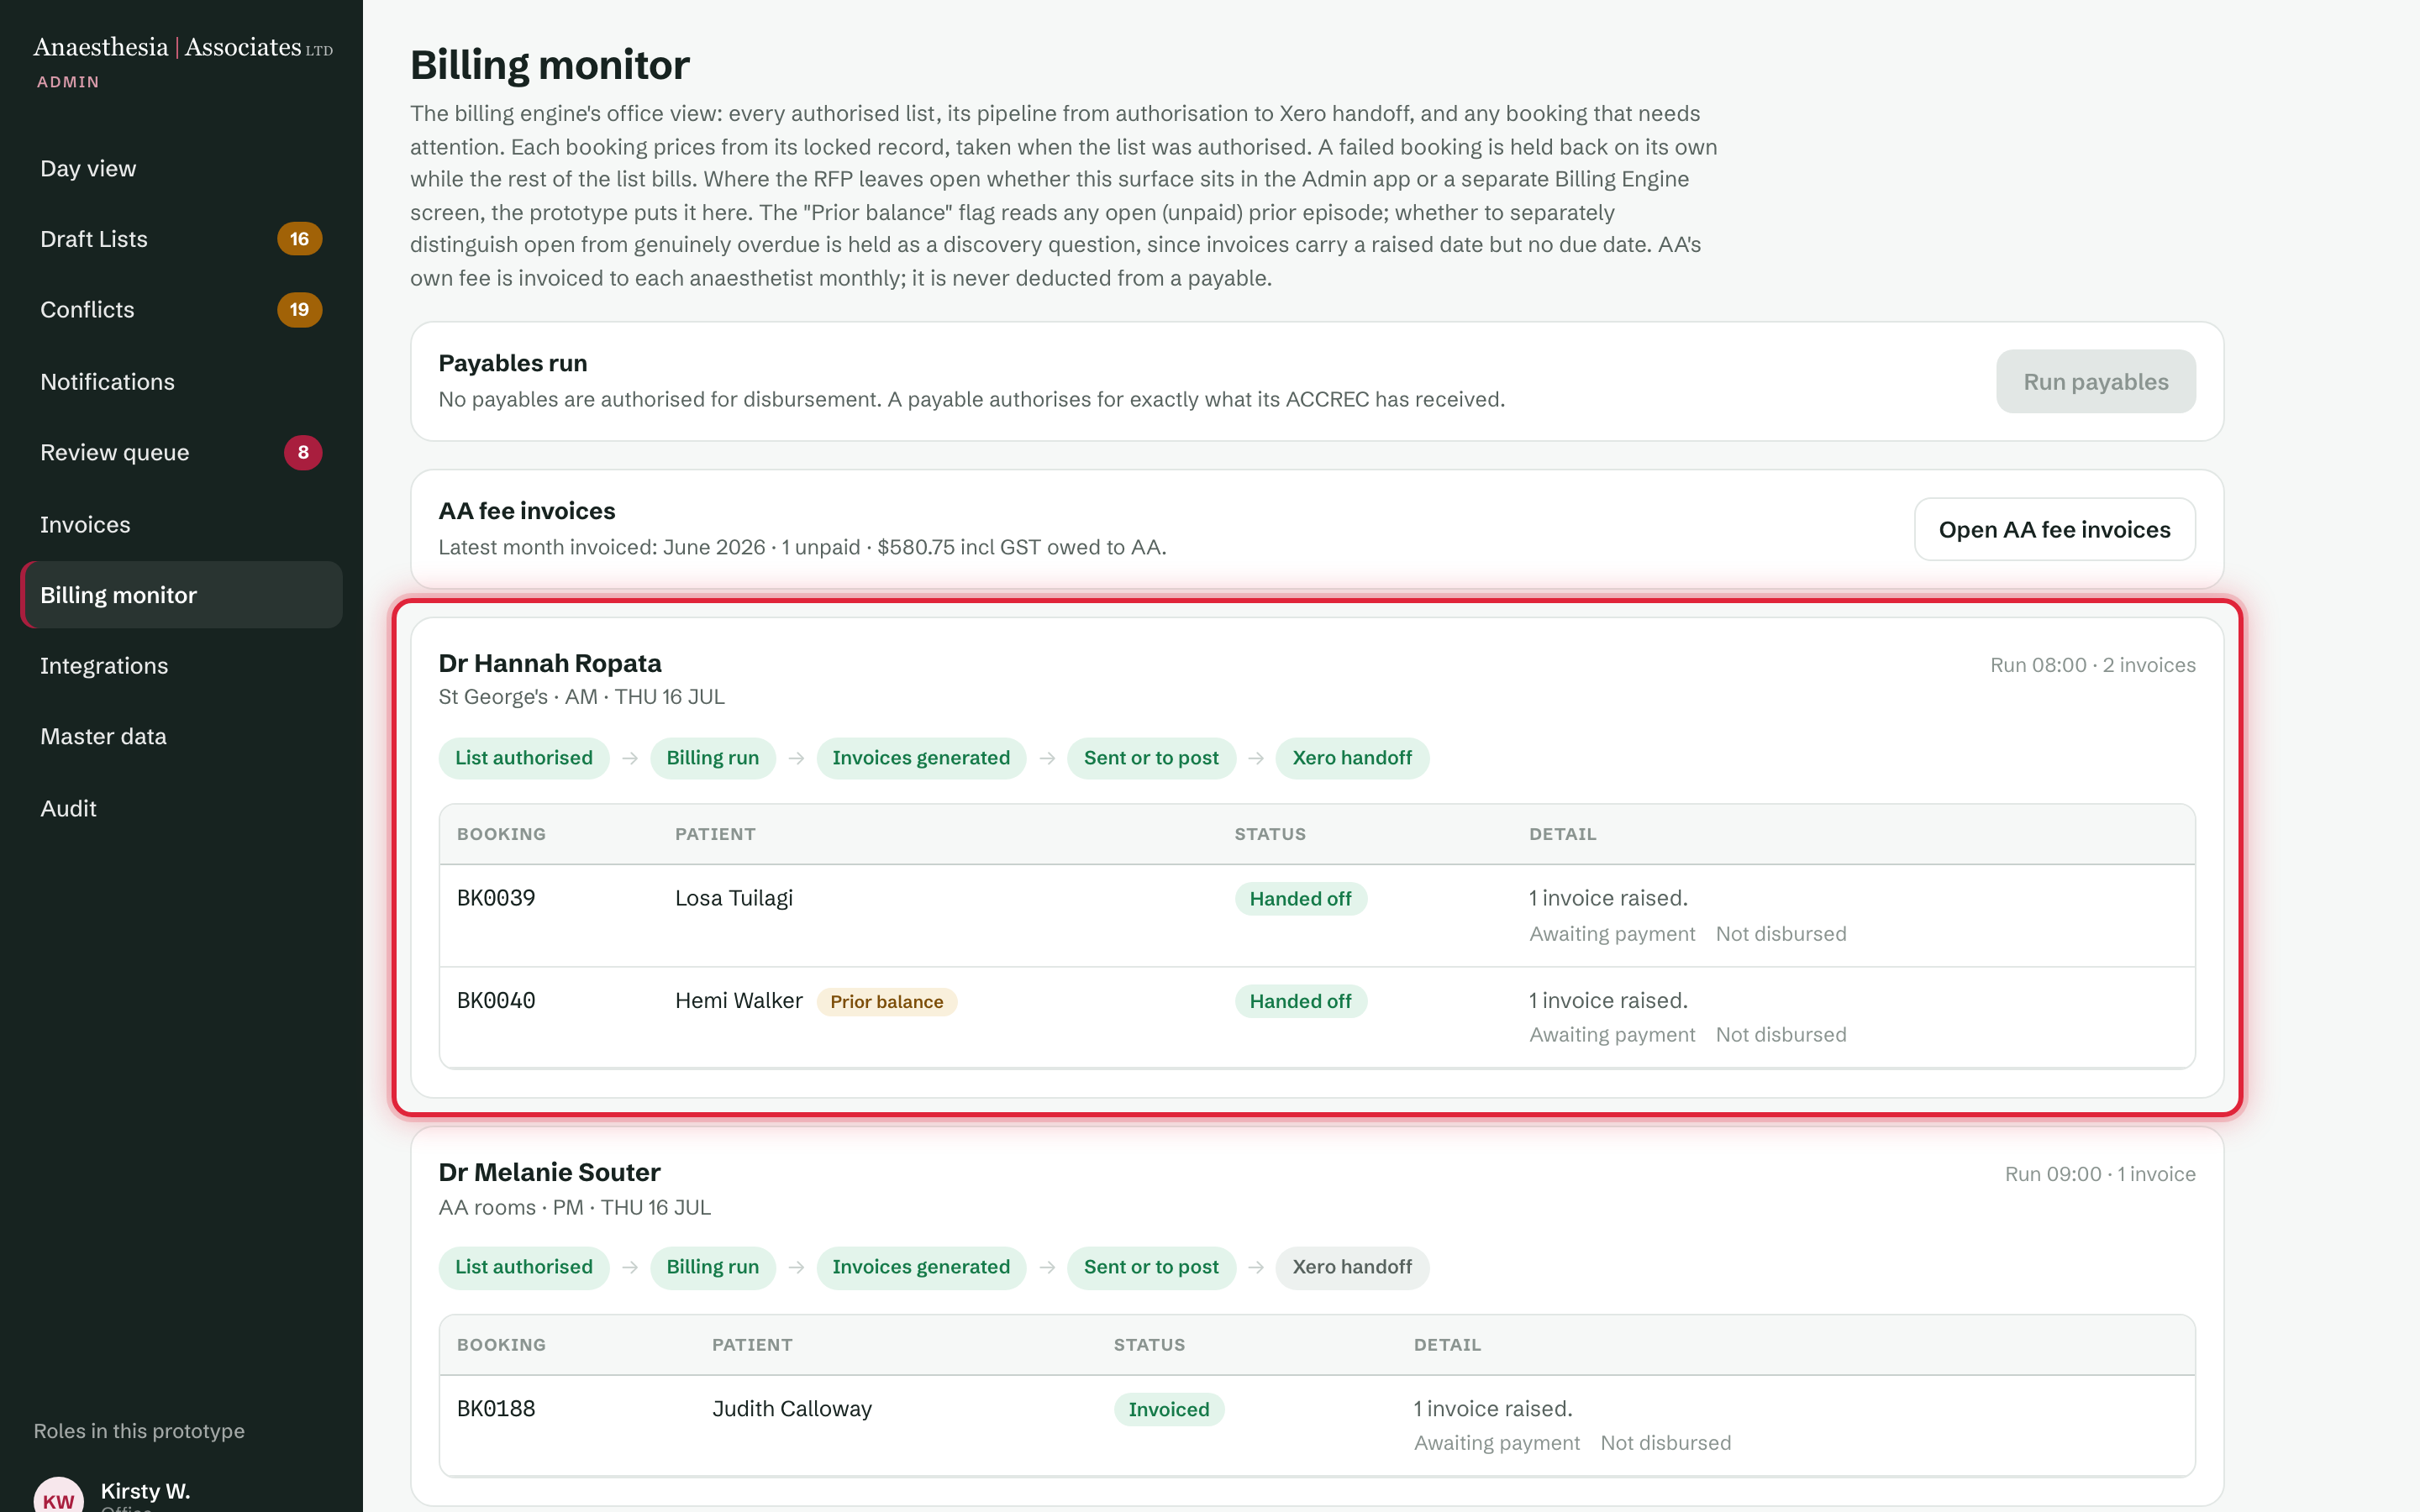 Anaesthesia | Associates LTD
ADMIN
Day view
Draft Lists 16
Conflicts 19
Notifications
Review queue 8
Invoices
Billing monitor
Integrations
Master data
Audit
Roles in this prototype
KW Kirsty W.
Billing monitor
The billing engine's office view: every authorised list, its pipeline from authorisation to Xero handoff, and any booking that needs
attention. Each booking prices from its locked record, taken when the list was authorised. A failed booking is held back on its own
while the rest of the list bills. Where the RFP leaves open whether this surface sits in the Admin app or a separate Billing Engine
screen, the prototype puts it here. The "Prior balance" flag reads any open (unpaid) prior episode; whether to separately
distinguish open from genuinely overdue is held as a discovery question, since invoices carry a raised date but no due date. AA's
own fee is invoiced to each anaesthetist monthly; it is never deducted from a payable.
Payables run
No payables are authorised for disbursement. A payable authorises for exactly what its ACCREC has received.
Run payables
AA fee invoices
Latest month invoiced: June 2026 · 1 unpaid · $580.75 incl GST owed to AA.
Open AA fee invoices
Dr Hannah Ropata
Run 08:00 · 2 invoices
St George's · AM · THU 16 JUL
List authorised → Billing run → Invoices generated → Sent or to post → Xero handoff
BOOKING PATIENT STATUS DETAIL
BK0039 Losa Tuilagi Handed off 1 invoice raised.
Awaiting payment Not disbursed
BK0040 Hemi Walker Prior balance Handed off 1 invoice raised.
Awaiting payment Not disbursed
Dr Melanie Souter
Run 09:00 · 1 invoice
AA rooms · PM · THU 16 JUL
List authorised → Billing run → Invoices generated → Sent or to post → Xero handoff
BOOKING PATIENT STATUS DETAIL
BK0188 Judith Calloway Invoiced 1 invoice raised.
Awaiting payment Not disbursed